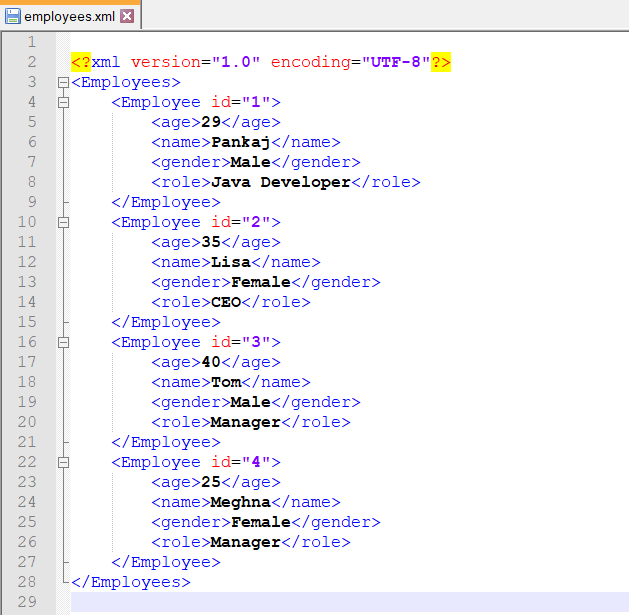 employees.xml
1
2 <?xml version="1.0" encoding="UTF-8"?>
3 <Employees>
4     <Employee id="1">
5         <age>29</age>
6         <name>Pankaj</name>
7         <gender>Male</gender>
8         <role>Java Developer</role>
9     </Employee>
10     <Employee id="2">
11         <age>35</age>
12         <name>Lisa</name>
13         <gender>Female</gender>
14         <role>CEO</role>
15     </Employee>
16     <Employee id="3">
17         <age>40</age>
18         <name>Tom</name>
19         <gender>Male</gender>
20         <role>Manager</role>
21     </Employee>
22     <Employee id="4">
23         <age>25</age>
24         <name>Meghna</name>
25         <gender>Female</gender>
26         <role>Manager</role>
27     </Employee>
28 </Employees>
29